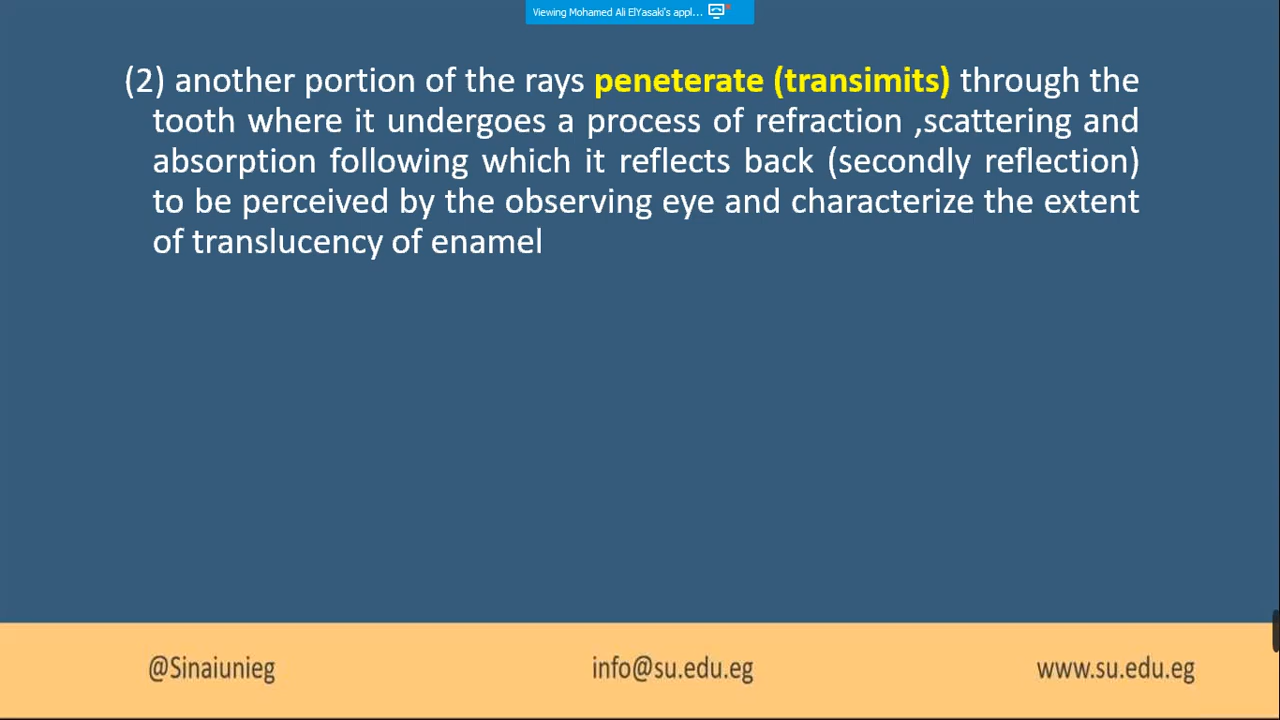 Viewing Mohamed Ali ElYasaki's appl...
(2) another portion of the rays peneterate (transimits) through the
tooth where it undergoes a process of refraction ,scattering and
absorption following which it reflects back (secondly reflection)
to be perceived by the observing eye and characterize the extent
of translucency of enamel
@Sinaiunieg
info@su.edu.eg
www.su.edu.eg